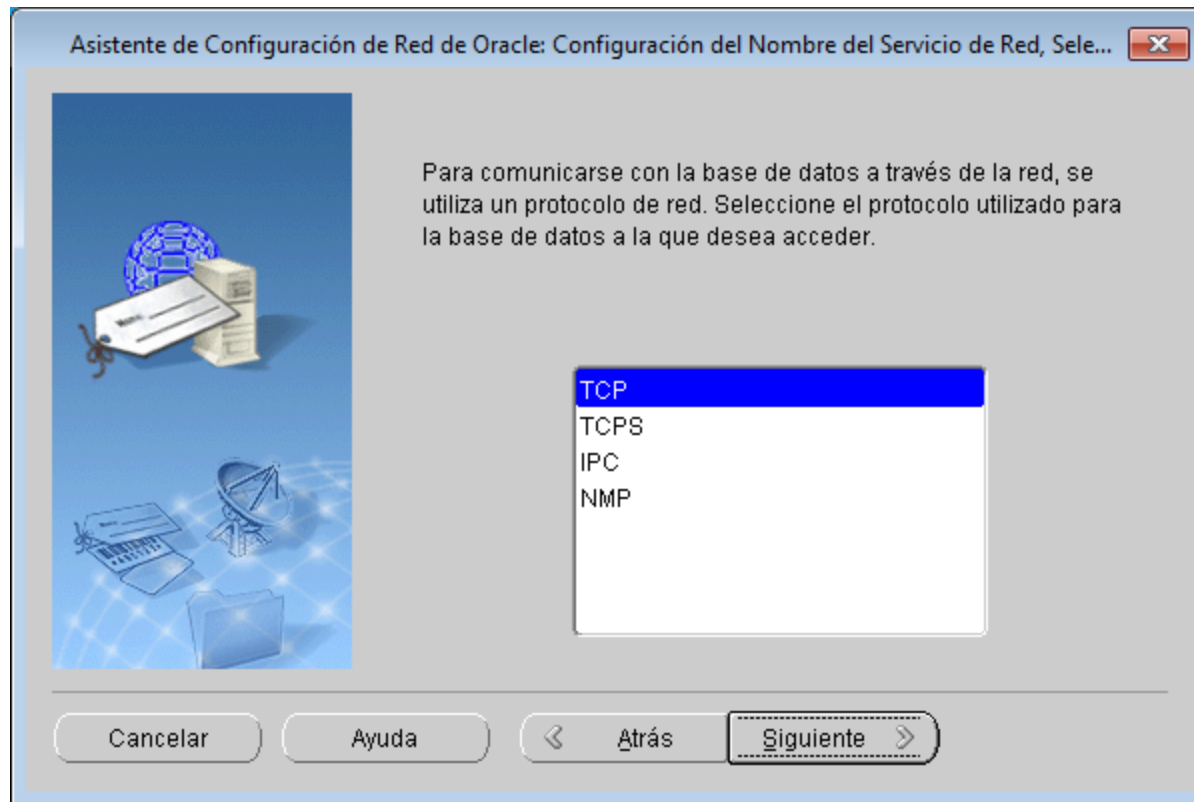 Asistente de Configuración de Red de Oracle: Configuración del Nombre del Servicio de Red, Sele...
Para comunicarse con la base de datos a través de la red, se
utiliza un protocolo de red. Seleccione el protocolo utilizado para
la base de datos a la que desea acceder.
TCP
TCPS
IPC
NMP
Cancelar
Ayuda
Atrás
Siguiente